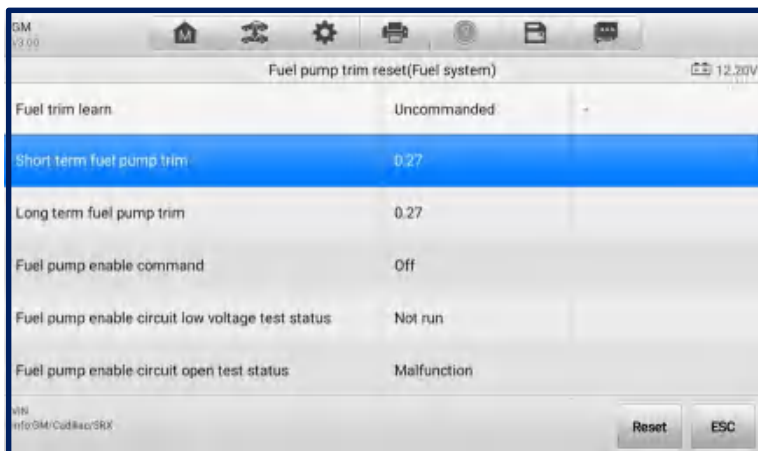 GM
V3.00
M
Fuel pump trim reset(Fuel system)
12.20V
Fuel trim learn Uncommanded -
Short term fuel pump trim 0.27
Long term fuel pump trim 0.27
Fuel pump enable command Off
Fuel pump enable circuit low voltage test status Not run
Fuel pump enable circuit open test status Malfunction
VIN
Info:GM/Cadillac/SRX
Reset ESC